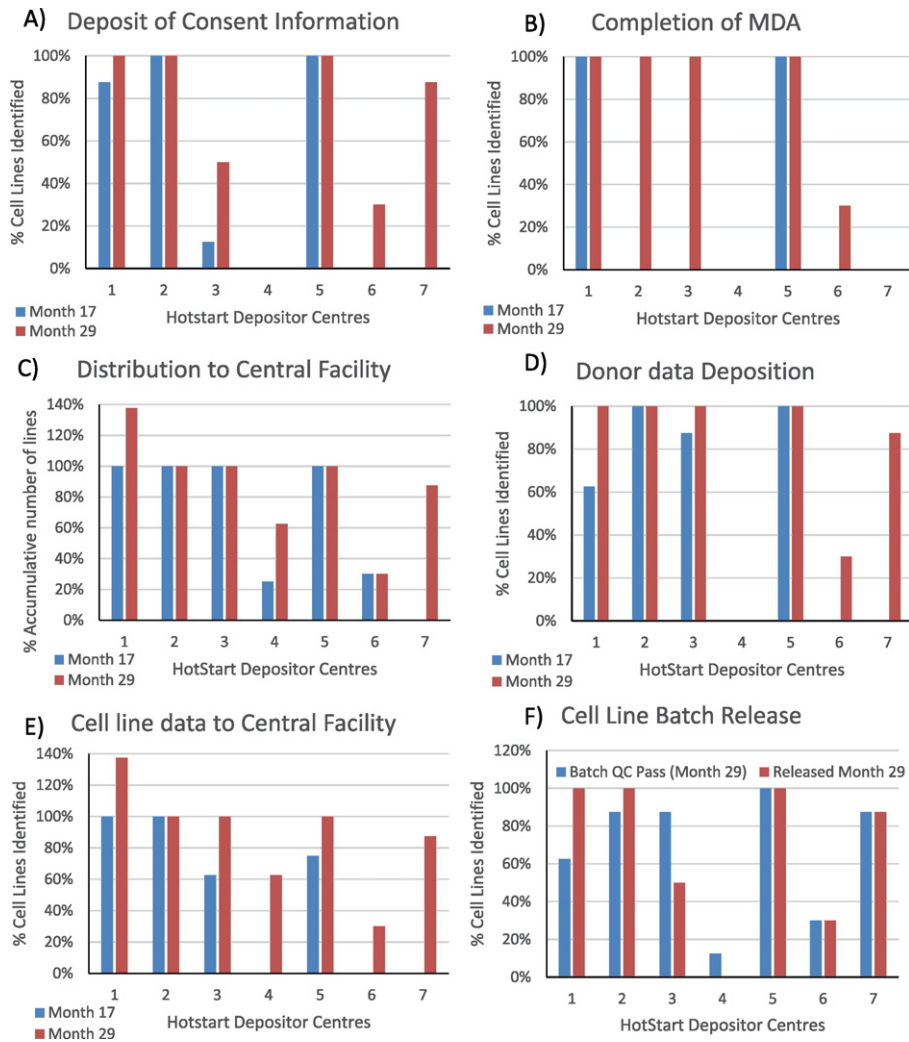 A) Deposit of Consent Information
100%
80%
60%
40%
20%
0%
% Cell Lines Identified
1 2 3 4 5 6 7
Month 17
Month 29
Hotstart Depositor Centres
B) Completion of MDA
100%
80%
60%
40%
20%
0%
% Cell Lines Identified
1 2 3 4 5 6 7
Month 17
Month 29
Hotstart Depositor Centres
C) Distribution to Central Facility
140%
120%
100%
80%
60%
40%
20%
0%
% Accumulative number of lines
1 2 3 4 5 6 7
Month 17
Month 29
HotStart Depositor Centres
D) Donor data Deposition
100%
80%
60%
40%
20%
0%
% Cell Lines Identified
1 2 3 4 5 6 7
Month 17
Month 29
HotStart Depositor Centres
E) Cell line data to Central Facility
140%
120%
100%
80%
60%
40%
20%
0%
% Cell Lines Identified
1 2 3 4 5 6 7
Month 17
Month 29
Hotstart Depositor Centres
F) Cell Line Batch Release
120%
100%
80%
60%
40%
20%
0%
% Cell Lines Identified
Batch QC Pass (Month 29) Released Month 29
1 2 3 4 5 6 7
HotStart Depositor Centres